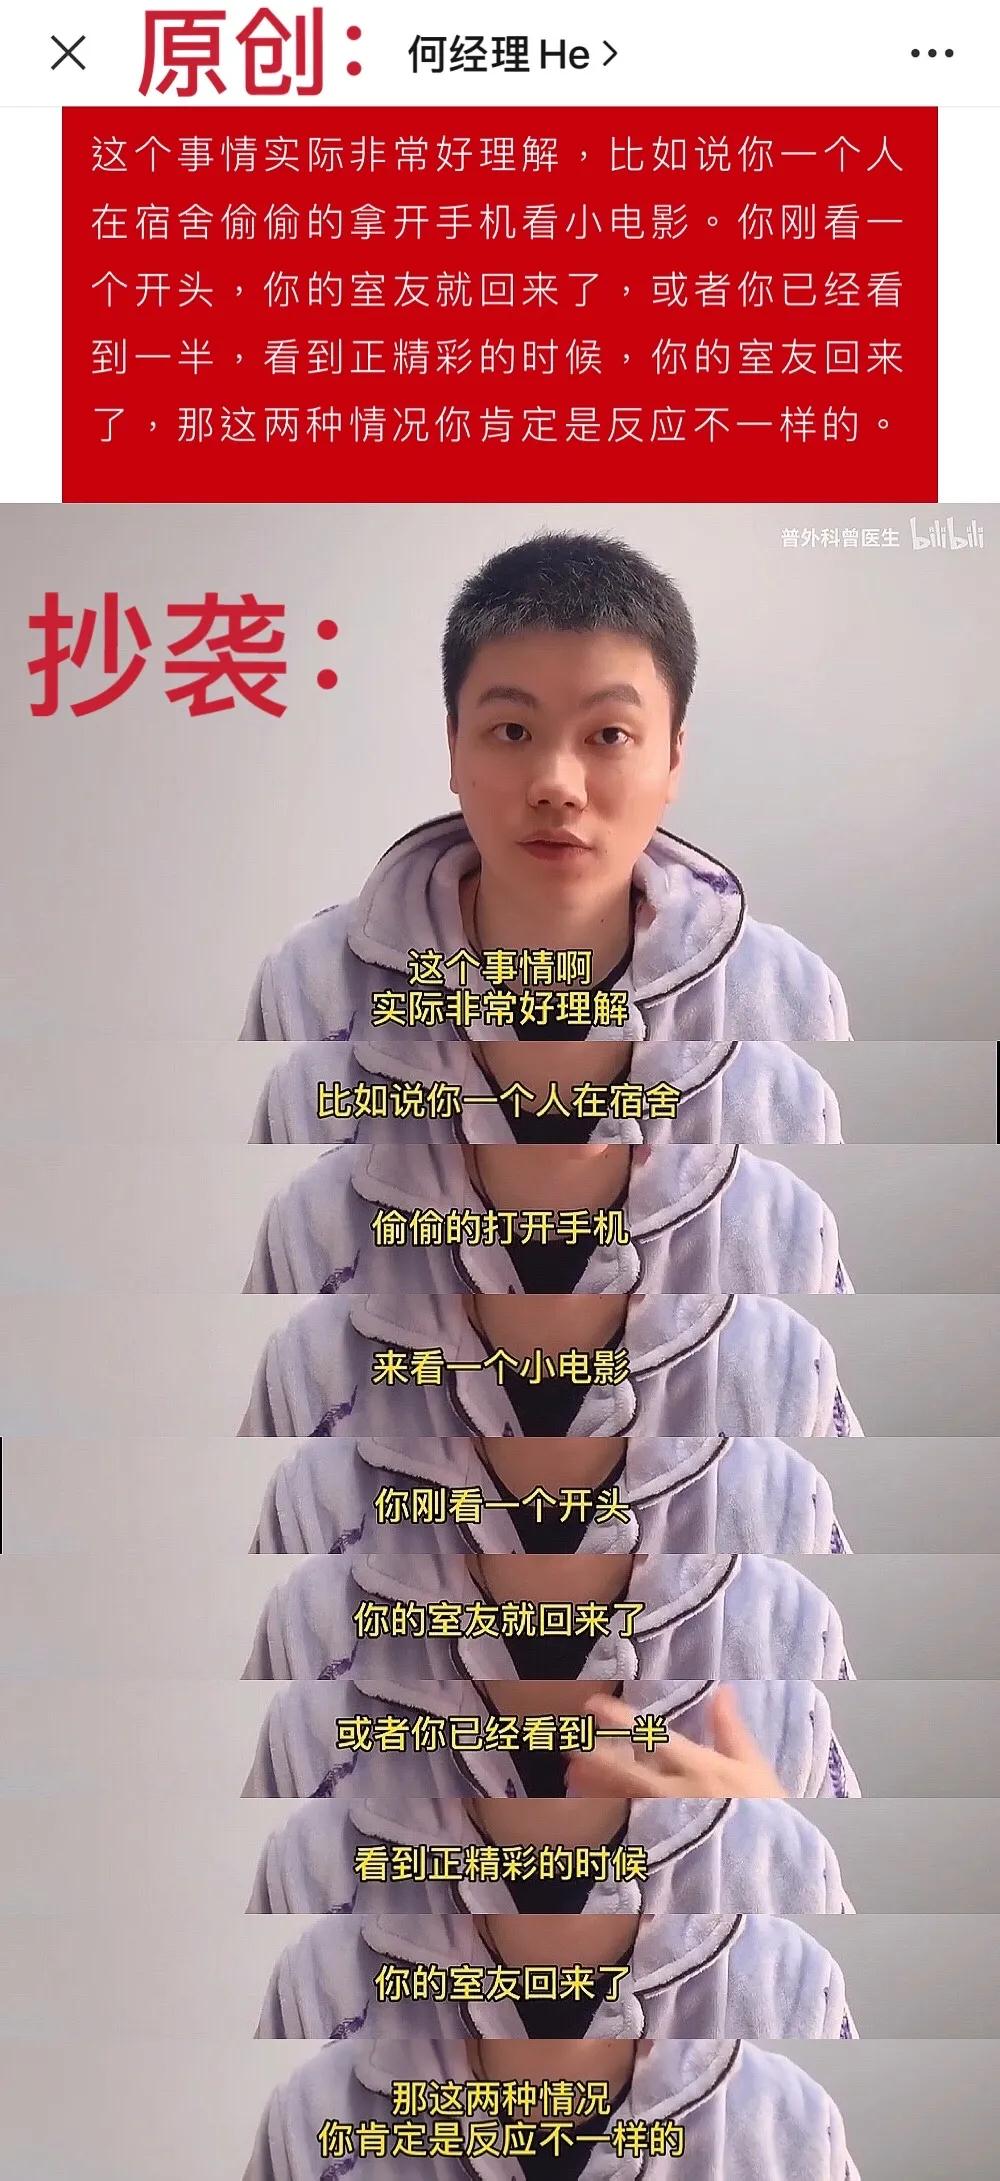 原创：
何经理He
这个事情实际非常好理解，比如说你一个人
在宿舍偷偷的拿开手机看小电影。你刚看一
个开头，你的室友就回来了，或者你已经看
到一半，看到正精彩的时候，你的室友回来
了，那这两种情况你肯定是反应不一样的。
普外科曾医生 bilibili
抄袭：
这个事情啊
实际非常好理解
比如说你一个人在宿舍
偷偷的打开手机
来看一个小电影
你刚看一个开头
你的室友就回来了
或者你已经看到一半
看到正精彩的时候
你的室友回来了
那这两种情况
你肯定是反应不一样的